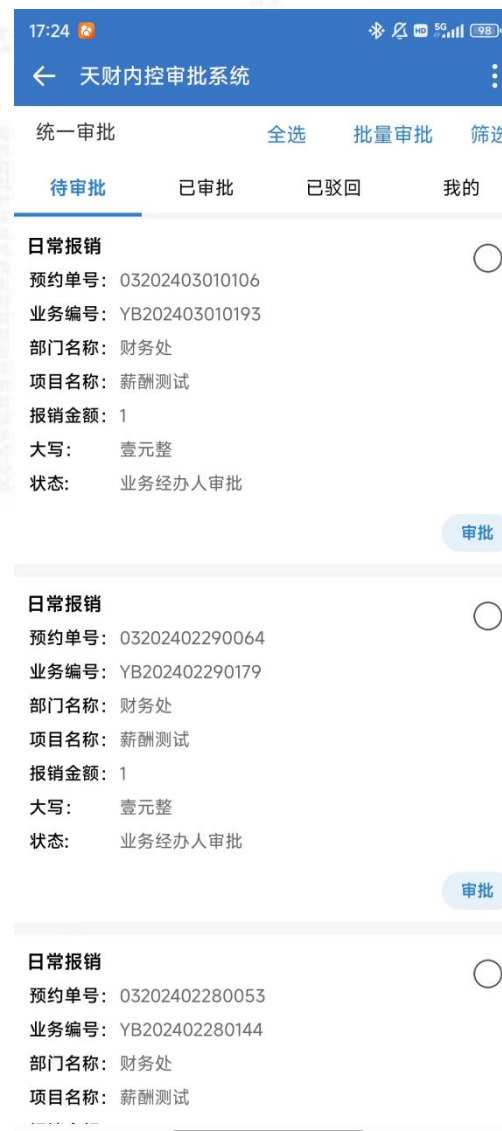 17:24 HD 5G 98
天财内控审批系统
统一审批 全选 批量审批 筛选
待审批 已审批 已驳回 我的
日常报销
预约单号: 03202403010106
业务编号: YB202403010193
部门名称: 财务处
项目名称: 薪酬测试
报销金额: 1
大写: 壹元整
状态: 业务经办人审批
审批
日常报销
预约单号: 03202402290064
业务编号: YB202402290179
部门名称: 财务处
项目名称: 薪酬测试
报销金额: 1
大写: 壹元整
状态: 业务经办人审批
审批
日常报销
预约单号: 03202402280053
业务编号: YB202402280144
部门名称: 财务处
项目名称: 薪酬测试